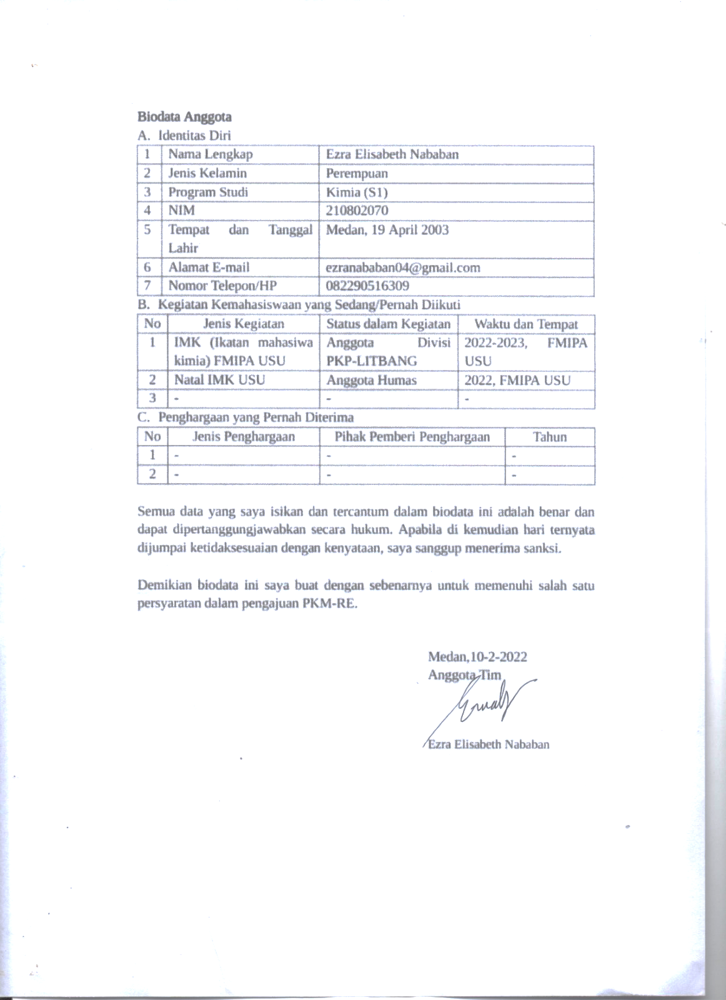 Biodata Anggota
A. Identitas Diri
1 Nama Lengkap Ezra Elisabeth Nababan
2 Jenis Kelamin Perempuan
3 Program Studi Kimia (S1)
4 NIM 210802070
5 Tempat dan Tanggal Medan, 19 April 2003
Lahir
6 Alamat E-mail ezranababan04@gmail.com
7 Nomor Telepon/HP 082290516309
B. Kegiatan Kemahasiswaan yang Sedang/Pernah Diikuti
No Jenis Kegiatan Status dalam Kegiatan Waktu dan Tempat
1 IMK (Ikatan mahasiwa Anggota Divisi 2022-2023, FMIPA
kimia) FMIPA USU PKP-LITBANG USU
2 Natal IMK USU Anggota Humas 2022, FMIPA USU
3 - - -
C. Penghargaan yang Pernah Diterima
No Jenis Penghargaan Pihak Pemberi Penghargaan Tahun
1 - - -
2 - - -
Semua data yang saya isikan dan tercantum dalam biodata ini adalah benar dan
dapat dipertanggungjawabkan secara hukum. Apabila di kemudian hari ternyata
dijumpai ketidaksesuaian dengan kenyataan, saya sanggup menerima sanksi.
Demikian biodata ini saya buat dengan sebenarnya untuk memenuhi salah satu
persyaratan dalam pengajuan PKM-RE.
Medan,10-2-2022
Anggota Tim
Ezra Elisabeth Nababan